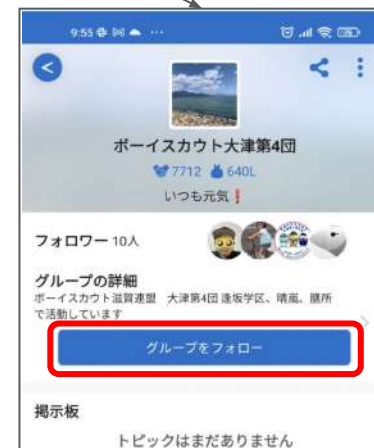 9:55
ボーイスカウト大津第4団
7712 640L
いつも元気❗
フォロワー 10人
グループの詳細
ボーイスカウト滋賀連盟 大津第4団 逢坂学区、晴嵐、膳所
で活動しています
グループをフォロー
掲示板
トピックはまだありません